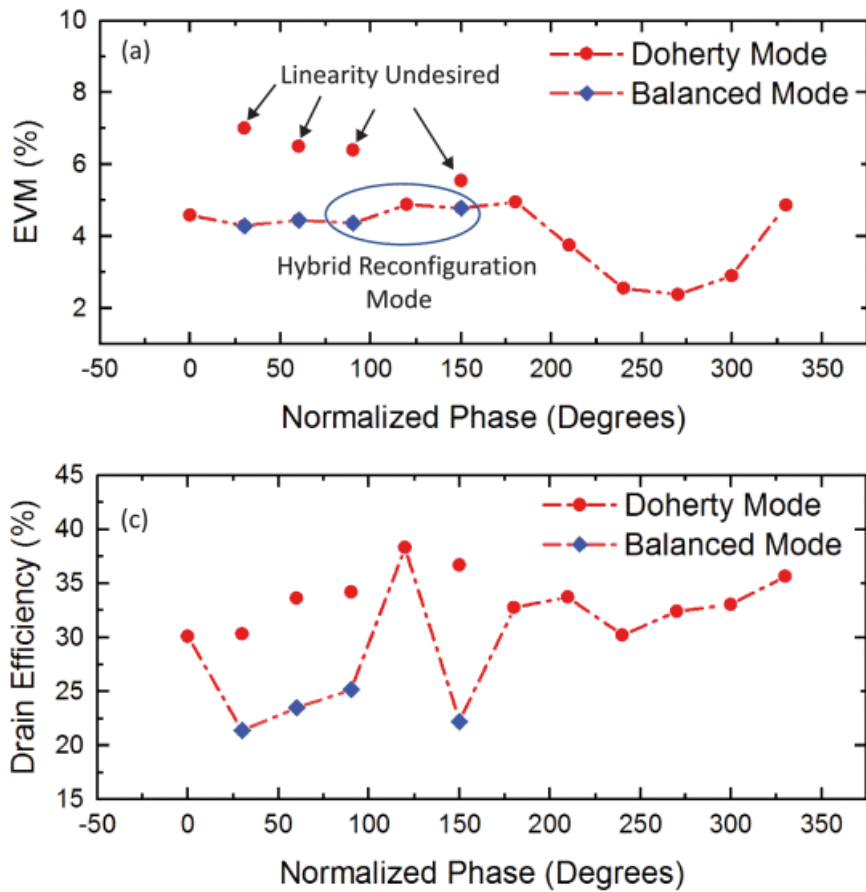 (a)
Doherty Mode
Balanced Mode
Linearity Undesired
Hybrid Reconfiguration
Mode
EVM (%)
10
8
6
4
2
-50 0 50 100 150 200 250 300 350
Normalized Phase (Degrees)
(c)
Doherty Mode
Balanced Mode
Drain Efficiency (%)
45
40
35
30
25
20
15
-50 0 50 100 150 200 250 300 350
Normalized Phase (Degrees)